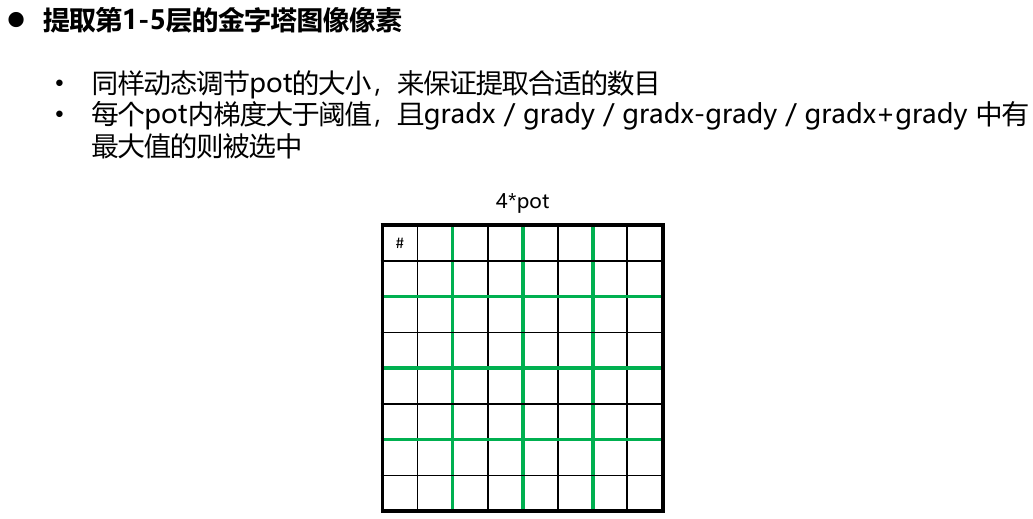 ● 提取第1-5层的金字塔图像像素
• 同样动态调节pot的大小，来保证提取合适的数目
• 每个pot内梯度大于阈值，且gradx / grady / gradx-grady / gradx+grady 中有
最大值的则被选中
4*pot
#